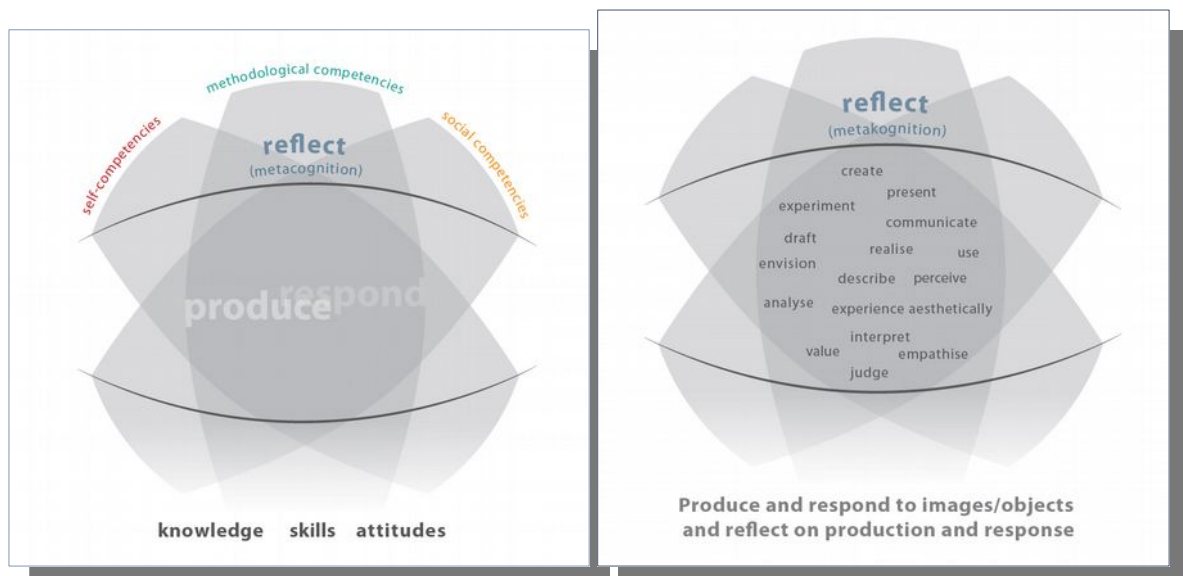 methodological competencies
self-competencies
social competencies
reflect
(metacognition)
respond
produce
knowledge skills attitudes
reflect
(metakognition)
create
present
experiment
communicate
draft
realise
use
envision
describe
perceive
analyse
experience aesthetically
interpret
value
empathise
judge
Produce and respond to images/objects
and reflect on production and response